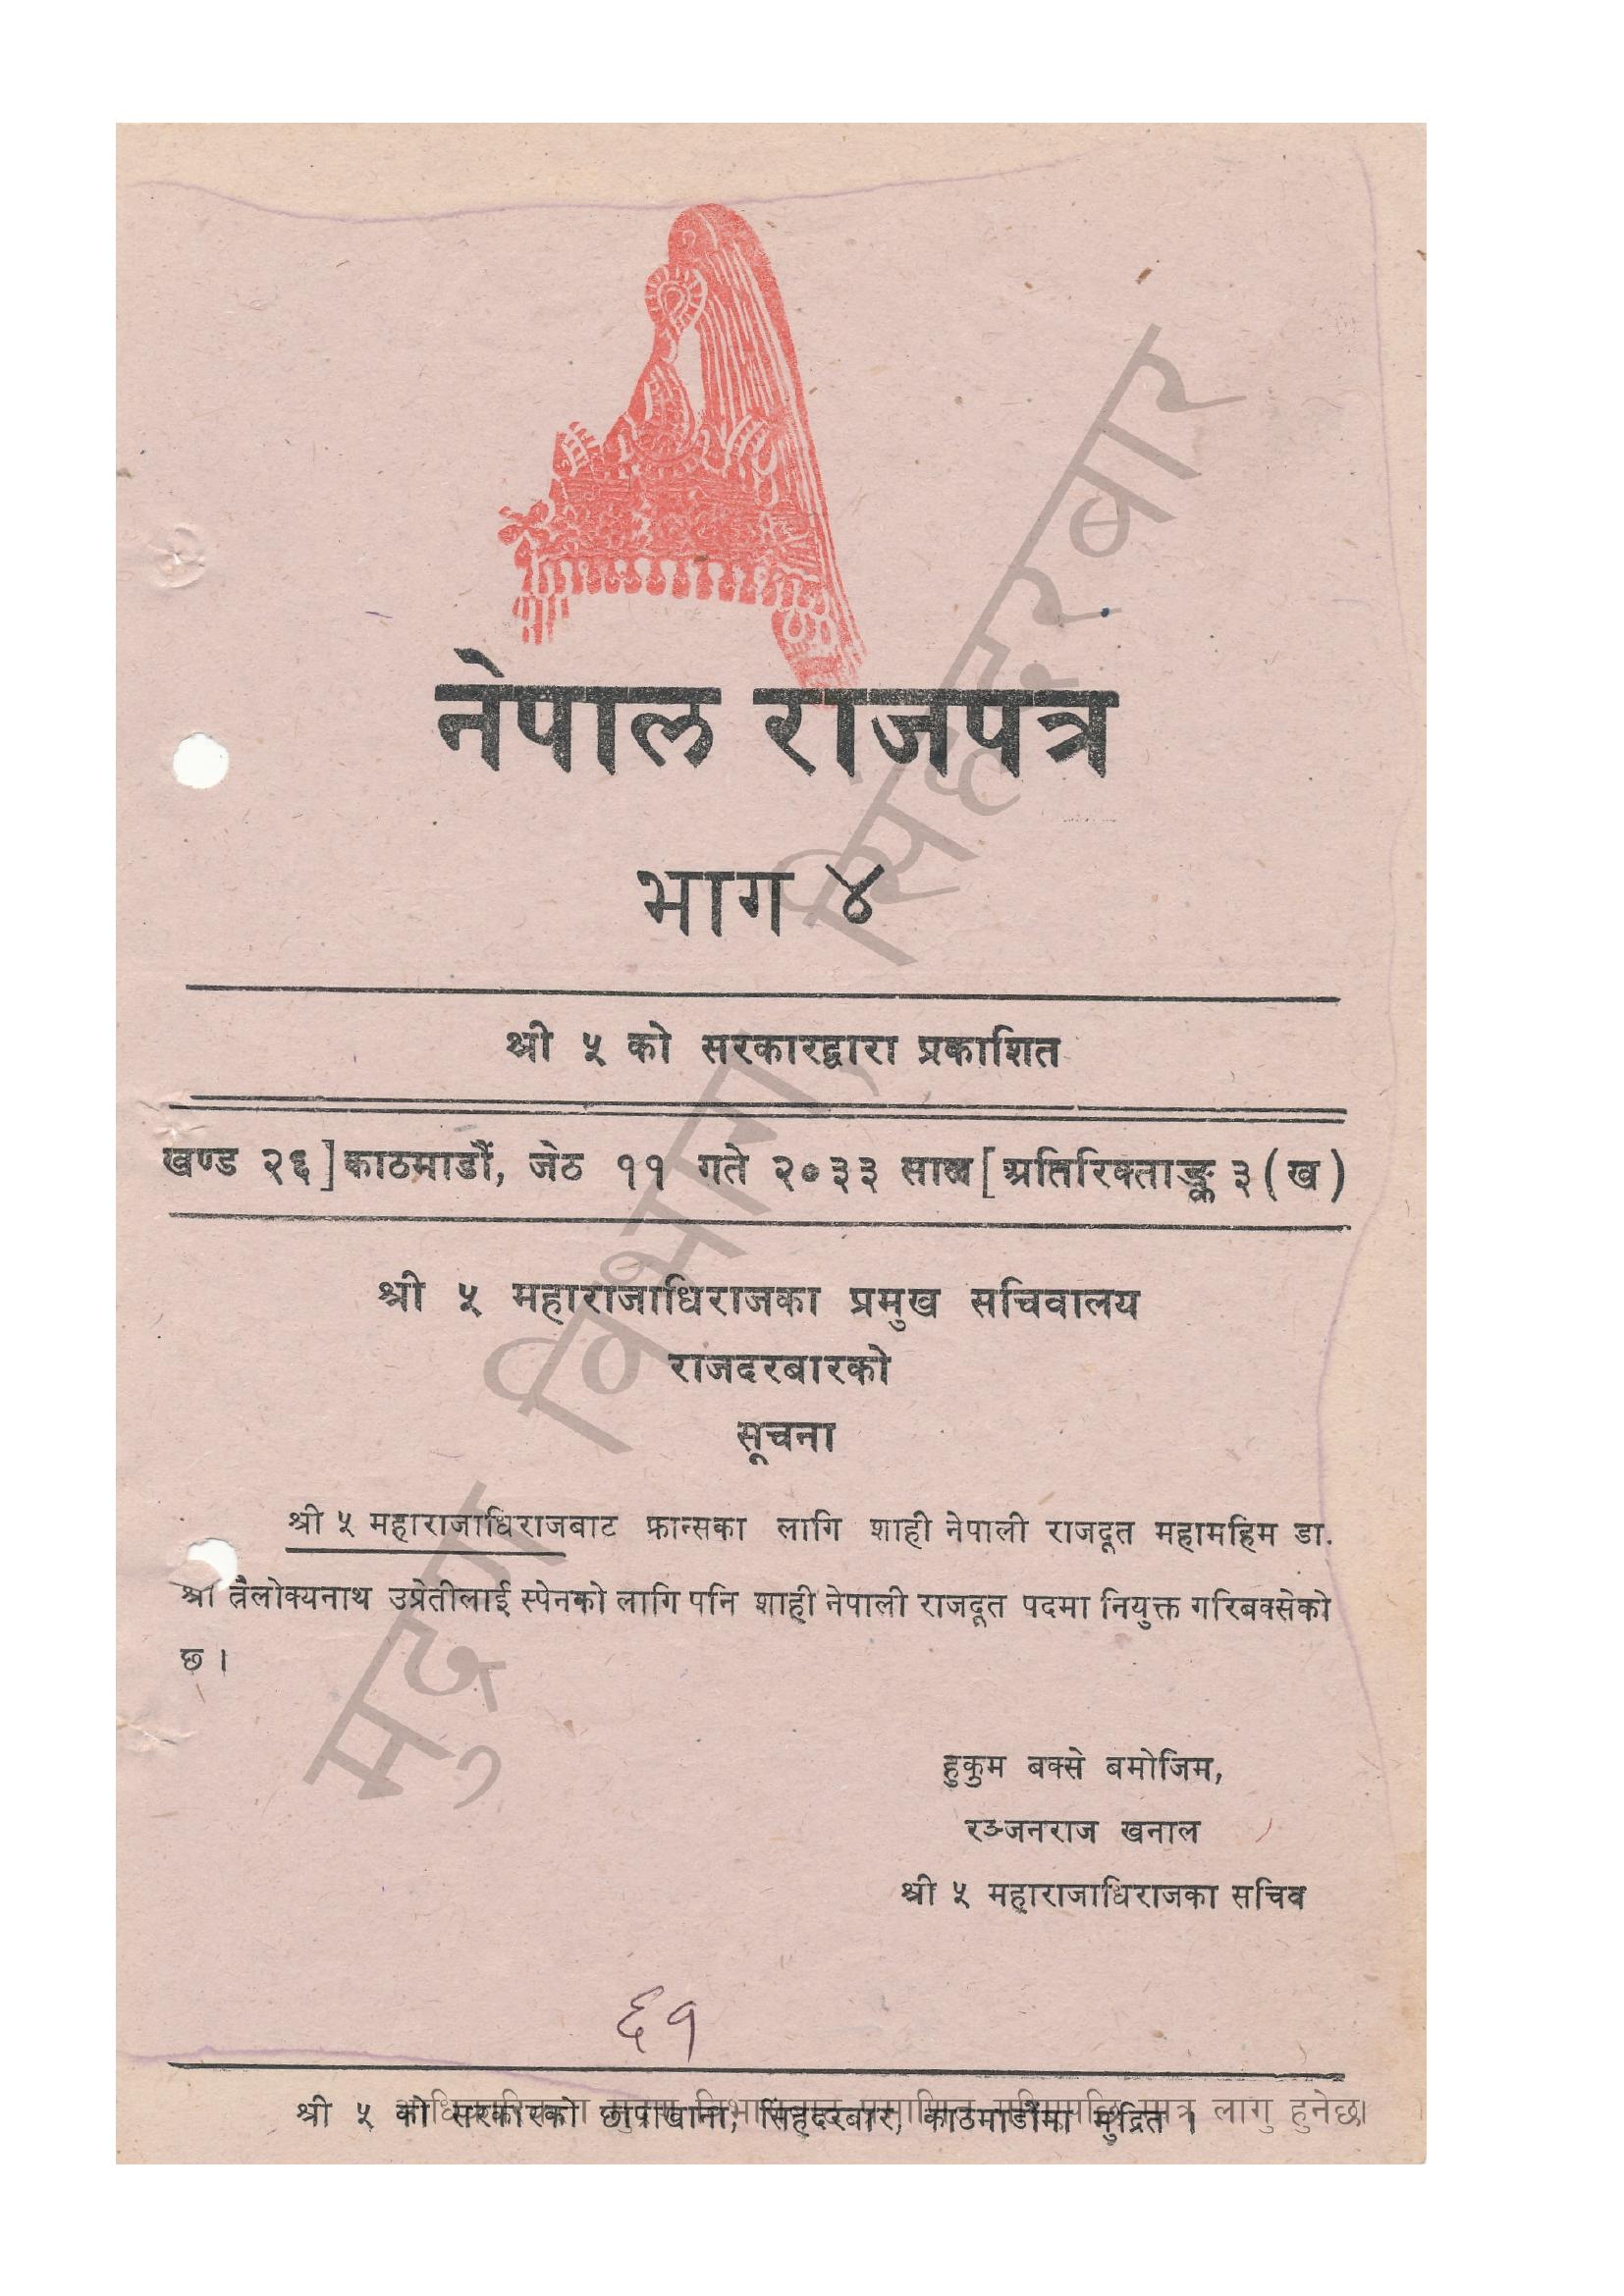 नेपाल राजपत्र
भाग ४
श्री ५ को सरकारद्वारा प्रकाशित
खण्ड २६] काठमाडौं, जेठ ११ गते २०३३ साल [अतिरिक्ताङ्क ३ (ख)
श्री ५ महाराजाधिराजका प्रमुख सचिवालय
राजदरबारको
सूचना
श्री ५ महाराजाधिराजबाट फ्रान्सका लागि शाही नेपाली राजदूत महामहिम डा.
श्री त्रैलोक्यनाथ उप्रेतीलाई स्पेनको लागि पनि शाही नेपाली राजदूत पदमा नियुक्त गरिबक्सेको
छ ।
हुकुम बक्से बमोजिम,
रञ्जनराज खनाल
श्री ५ महाराजाधिराजका सचिव
६१
श्री ५ को सरकारको छापाखाना, सिंहदरबार, काठमाडौंमा मुद्रित ।
लागु हुनेछ।
मुद्रण विभाग, सिंहदरबार